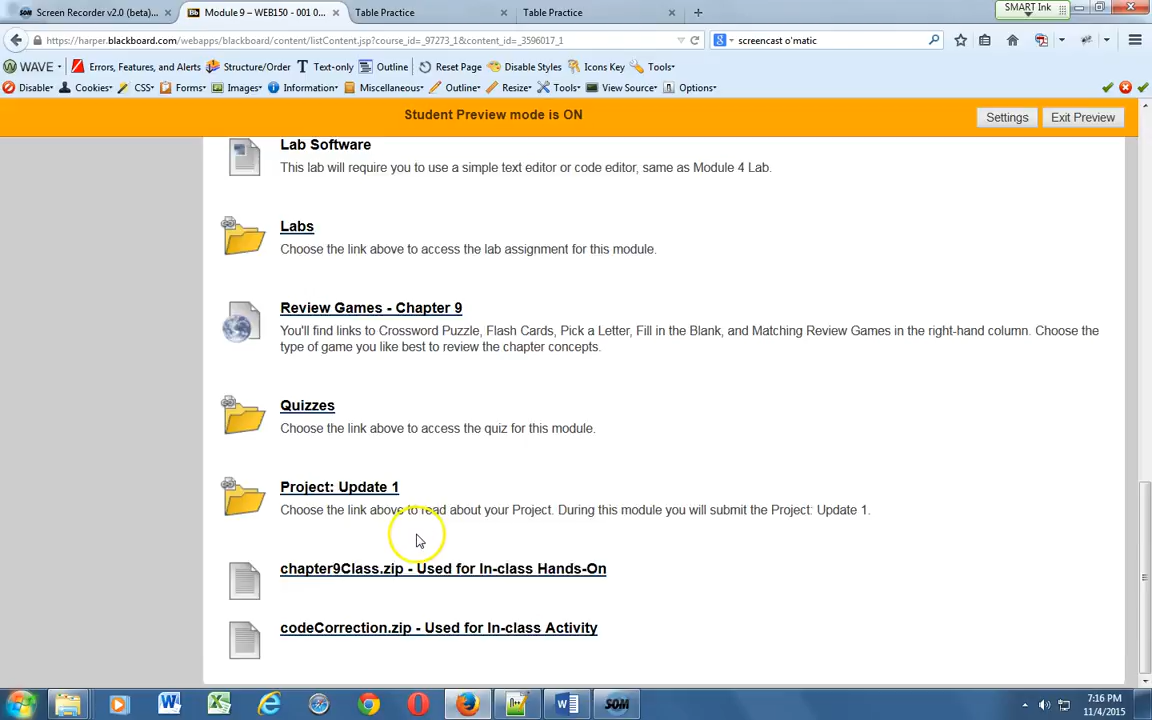 Screen Recorder v2.0 (beta)...
Bb Module 9 – WEB150 - 001 0...
Table Practice
Table Practice
SMART Ink
https://harper.blackboard.com/webapps/blackboard/content/listContent.jsp?course_id=_97273_1&content_id=_3596017_1
screencast o'matic
WAVE
Errors, Features, and Alerts
Structure/Order
Text-only
Outline
Reset Page
Disable Styles
Icons Key
Tools
Disable
Cookies
CSS
Forms
Images
Information
Miscellaneous
Outline
Resize
Tools
View Source
Options
Student Preview mode is ON
Settings
Exit Preview
Lab Software
This lab will require you to use a simple text editor or code editor, same as Module 4 Lab.
Labs
Choose the link above to access the lab assignment for this module.
Review Games - Chapter 9
You'll find links to Crossword Puzzle, Flash Cards, Pick a Letter, Fill in the Blank, and Matching Review Games in the right-hand column. Choose the
type of game you like best to review the chapter concepts.
Quizzes
Choose the link above to access the quiz for this module.
Project: Update 1
Choose the link above to read about your Project. During this module you will submit the Project: Update 1.
chapter9Class.zip - Used for In-class Hands-On
codeCorrection.zip - Used for In-class Activity
SOM
7:16 PM
11/4/2015